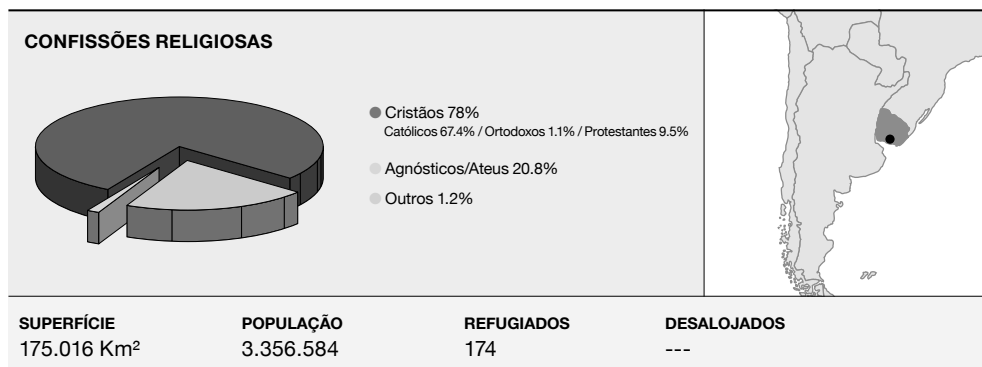 CONFISSÕES RELIGIOSAS
Cristãos 78%
Católicos 67.4% / Ortodoxos 1.1% / Protestantes 9.5%
Agnósticos/Ateus 20.8%
Outros 1.2%
SUPERFÍCIE
175.016 Km²
POPULAÇÃO
3.356.584
REFUGIADOS
174
DESALOJADOS
---